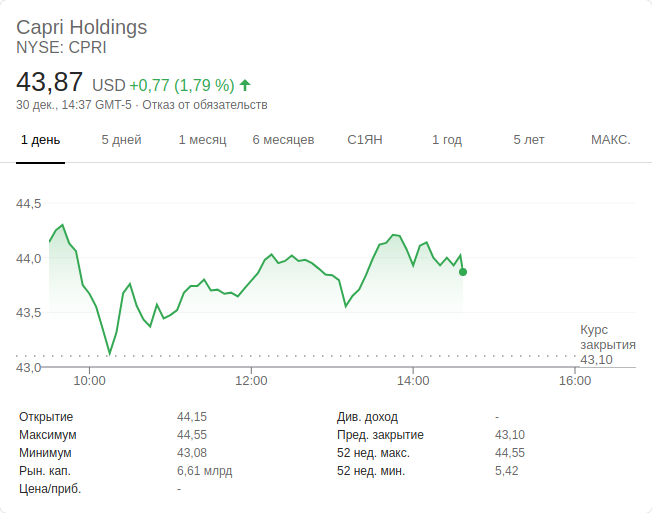 Capri Holdings
NYSE: CPRI
43,87 USD +0,77 (1,79 %)
30 дек., 14:37 GMT-5 · Отказ от обязательств
1 день 5 дней 1 месяц 6 месяцев С1ЯН 1 год 5 лет МАКС.
44,5
44,0
43,5
43,0
Курс
закрытия
43,10
10:00 12:00 14:00 16:00
Открытие 44,15 Див. доход -
Максимум 44,55 Пред. закрытие 43,10
Минимум 43,08 52 нед. макс. 44,55
Рын. кап. 6,61 млрд 52 нед. мин. 5,42
Цена/приб. -